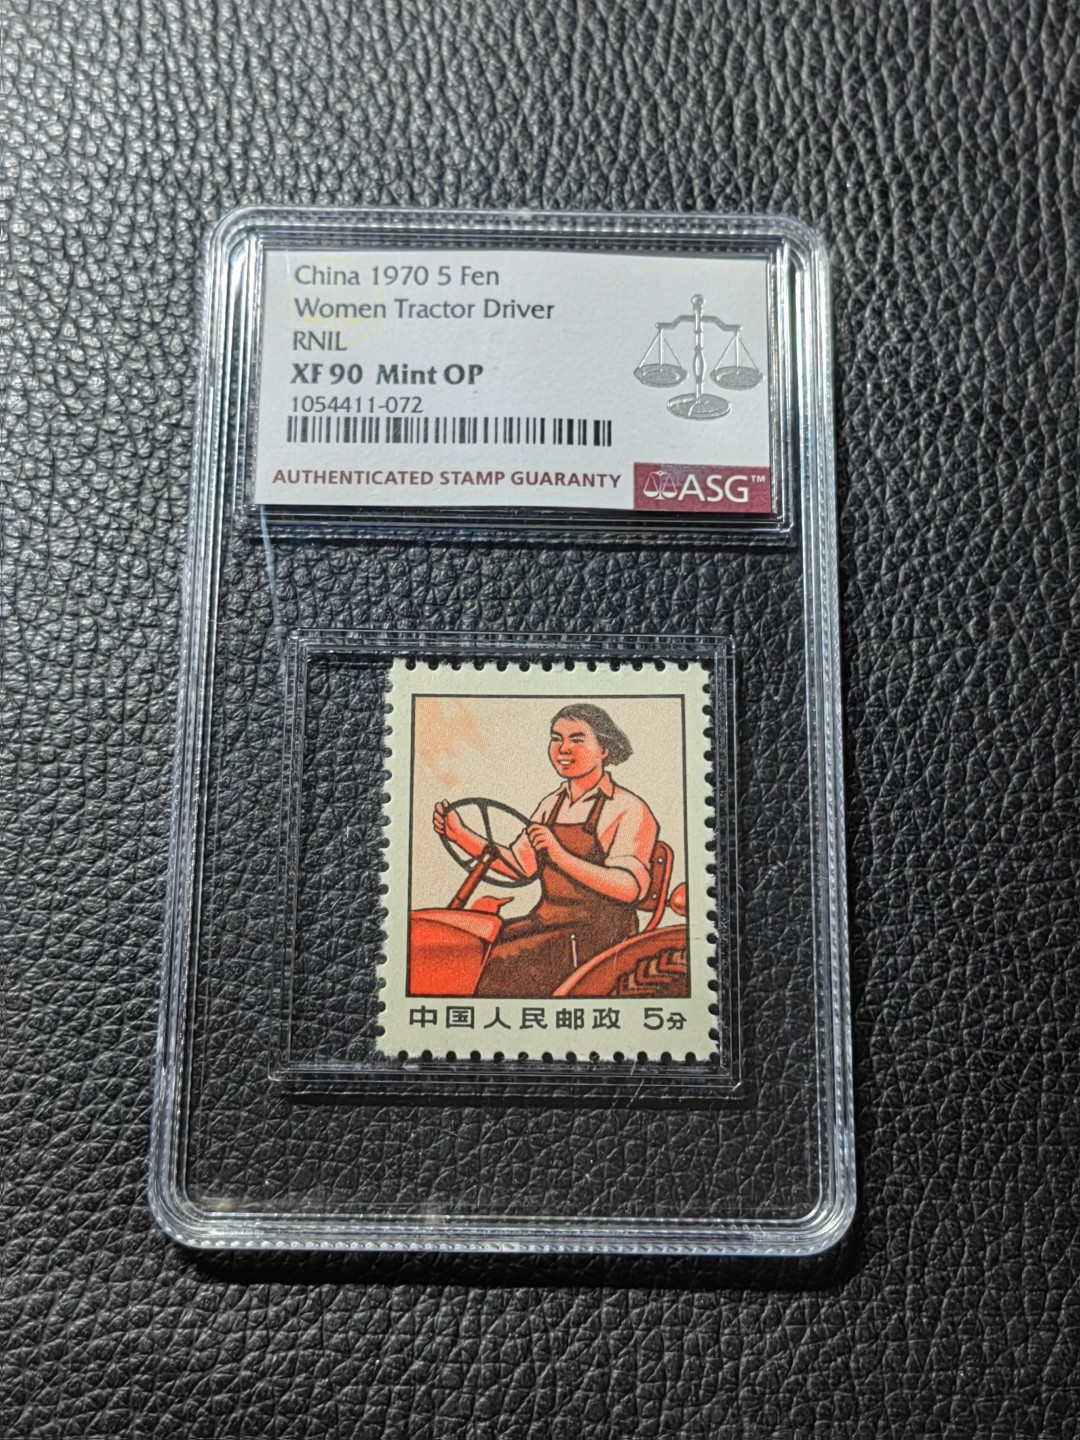 China 1970 5 Fen
Women Tractor Driver
RNIL
XF 90 Mint OP
1054411-072
AUTHENTICATED STAMP GUARANTY ASG™
中国人民邮政 5分